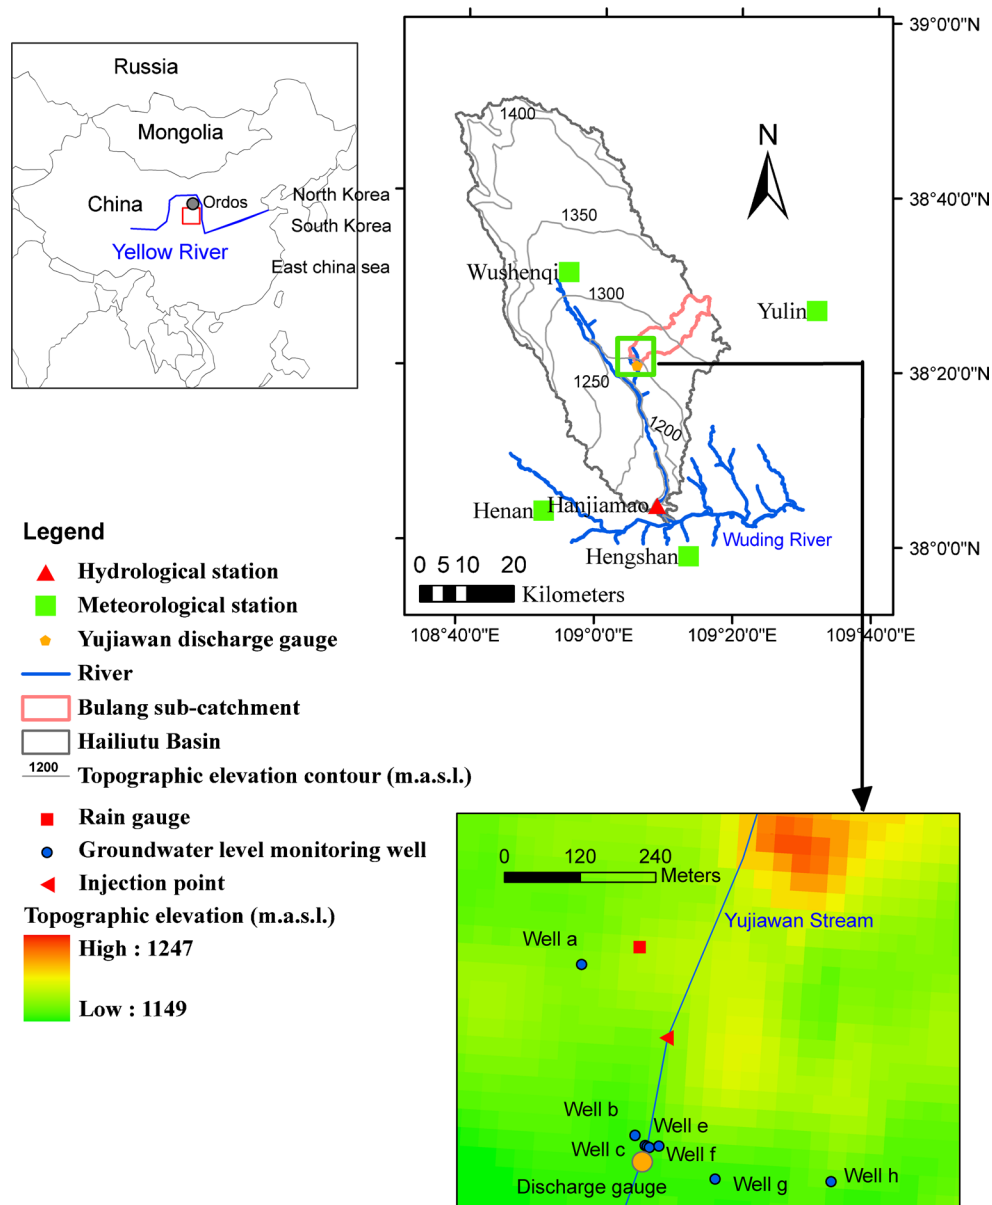 Russia
Mongolia
China
Ordos
North Korea
South Korea
Yellow River
East china sea
39°0'0"N
38°40'0"N
38°20'0"N
38°0'0"N
N
1400
1350
Wushenqi
1300
Yulin
1250
1200
Henan
Hanjiamao
Wuding River
Hengshan
0 5 10 20
Kilometers
108°40'0"E
109°0'0"E
109°20'0"E
109°40'0"E
Legend
Hydrological station
Meteorological station
Yujiawan discharge gauge
River
Bulang sub-catchment
Hailiutu Basin
1200
Topographic elevation contour (m.a.s.l.)
Rain gauge
Groundwater level monitoring well
Injection point
Topographic elevation (m.a.s.l.)
High : 1247
Low : 1149
0 120 240
Meters
Yujiawan Stream
Well a
Well b
Well e
Well c
Well f
Discharge gauge
Well g
Well h